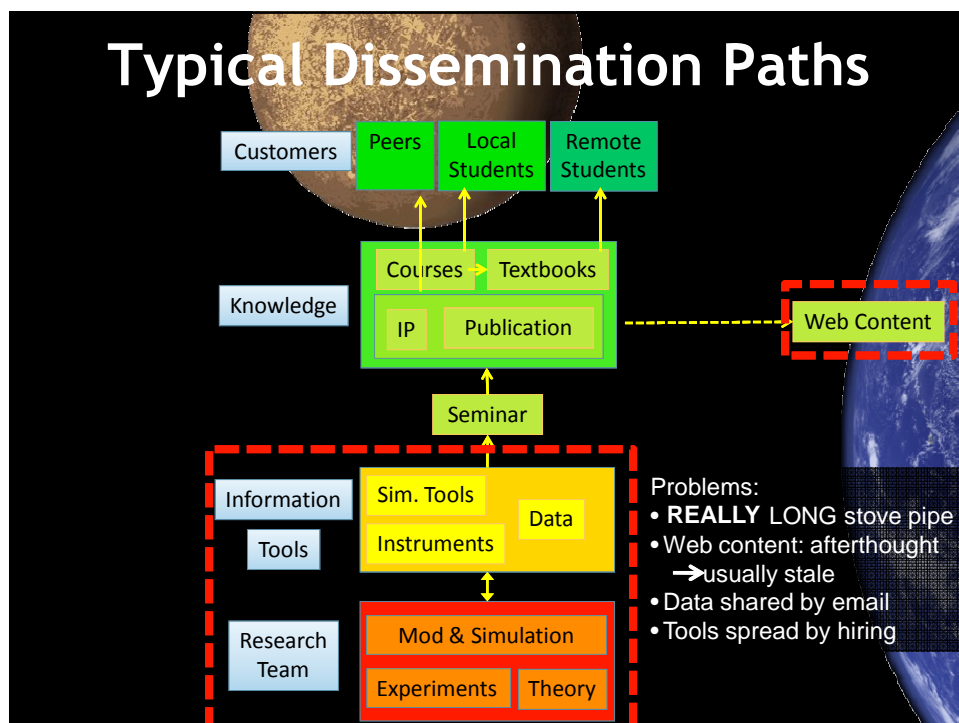 Typical Dissemination Paths
Customers
Peers
Local
Students
Remote
Students
Knowledge
Courses
Textbooks
IP
Publication
Web Content
Seminar
Information
Tools
Sim. Tools
Instruments
Data
Problems:
• REALLY LONG stove pipe
• Web content: afterthought
→usually stale
• Data shared by email
• Tools spread by hiring
Research
Team
Mod & Simulation
Experiments
Theory